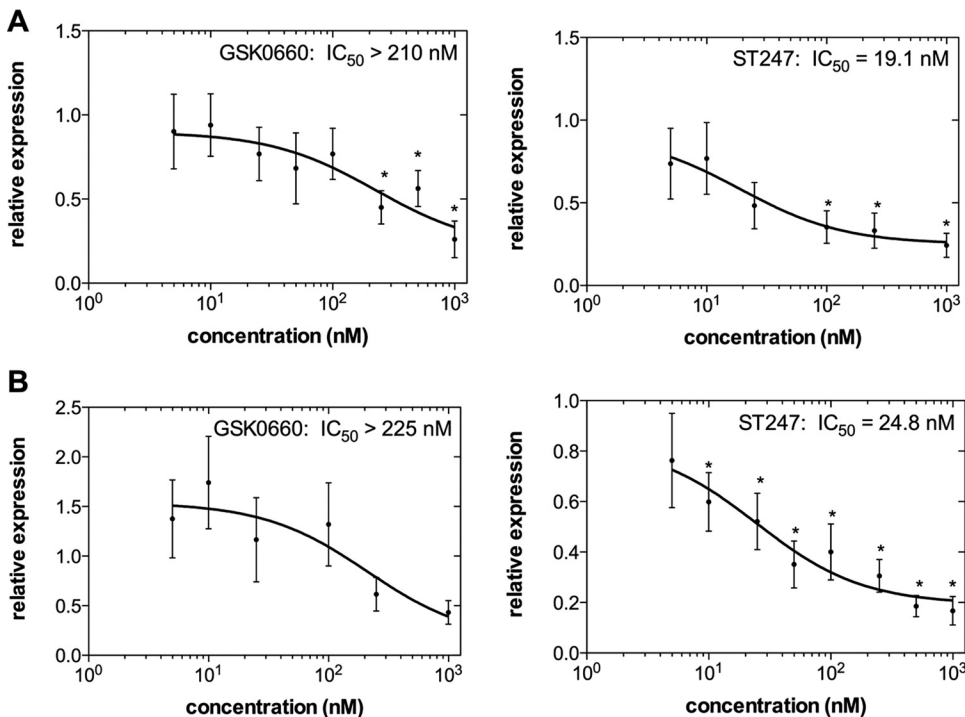 A
GSK0660: IC50 > 210 nM
relative expression
1.5
1.0
0.5
0.0
10^0 10^1 10^2 10^3
concentration (nM)
* * *
ST247: IC50 = 19.1 nM
relative expression
1.5
1.0
0.5
0.0
10^0 10^1 10^2 10^3
concentration (nM)
* * *
B
GSK0660: IC50 > 225 nM
relative expression
2.5
2.0
1.5
1.0
0.5
0.0
10^0 10^1 10^2 10^3
concentration (nM)
ST247: IC50 = 24.8 nM
relative expression
1.0
0.8
0.6
0.4
0.2
0.0
10^0 10^1 10^2 10^3
concentration (nM)
* * * * * * *